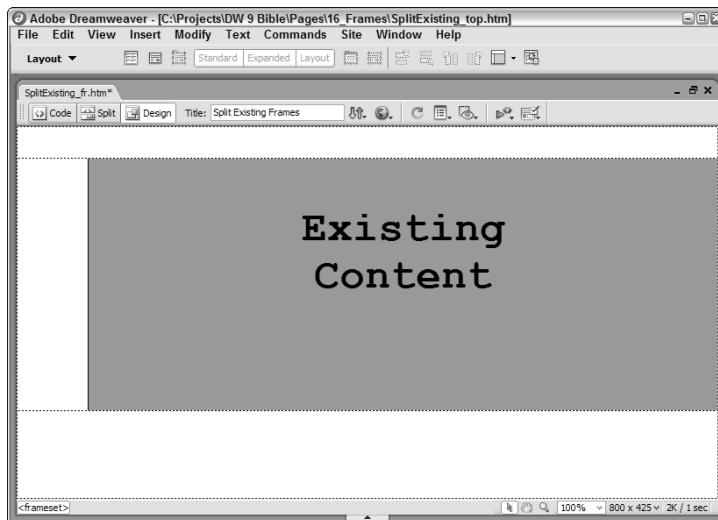 Adobe Dreamweaver - [C:\Projects\DW 9 Bible\Pages\16_Frames\SplitExisting_top.htm]
File Edit View Insert Modify Text Commands Site Window Help
Layout Standard Expanded Layout
SplitExisting_fr.htm*
Code Split Design Title: Split Existing Frames
Existing
Content
<frameset> 100% 800 x 425 2K / 1 sec